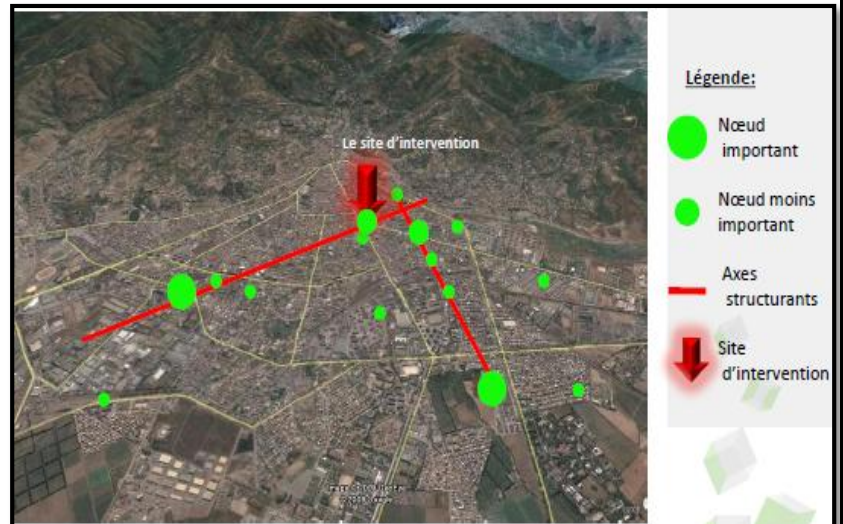 Le site d'intervention
Légende:
Nœud
important
Nœud moins
important
Axes
structurants
Site
d'intervention